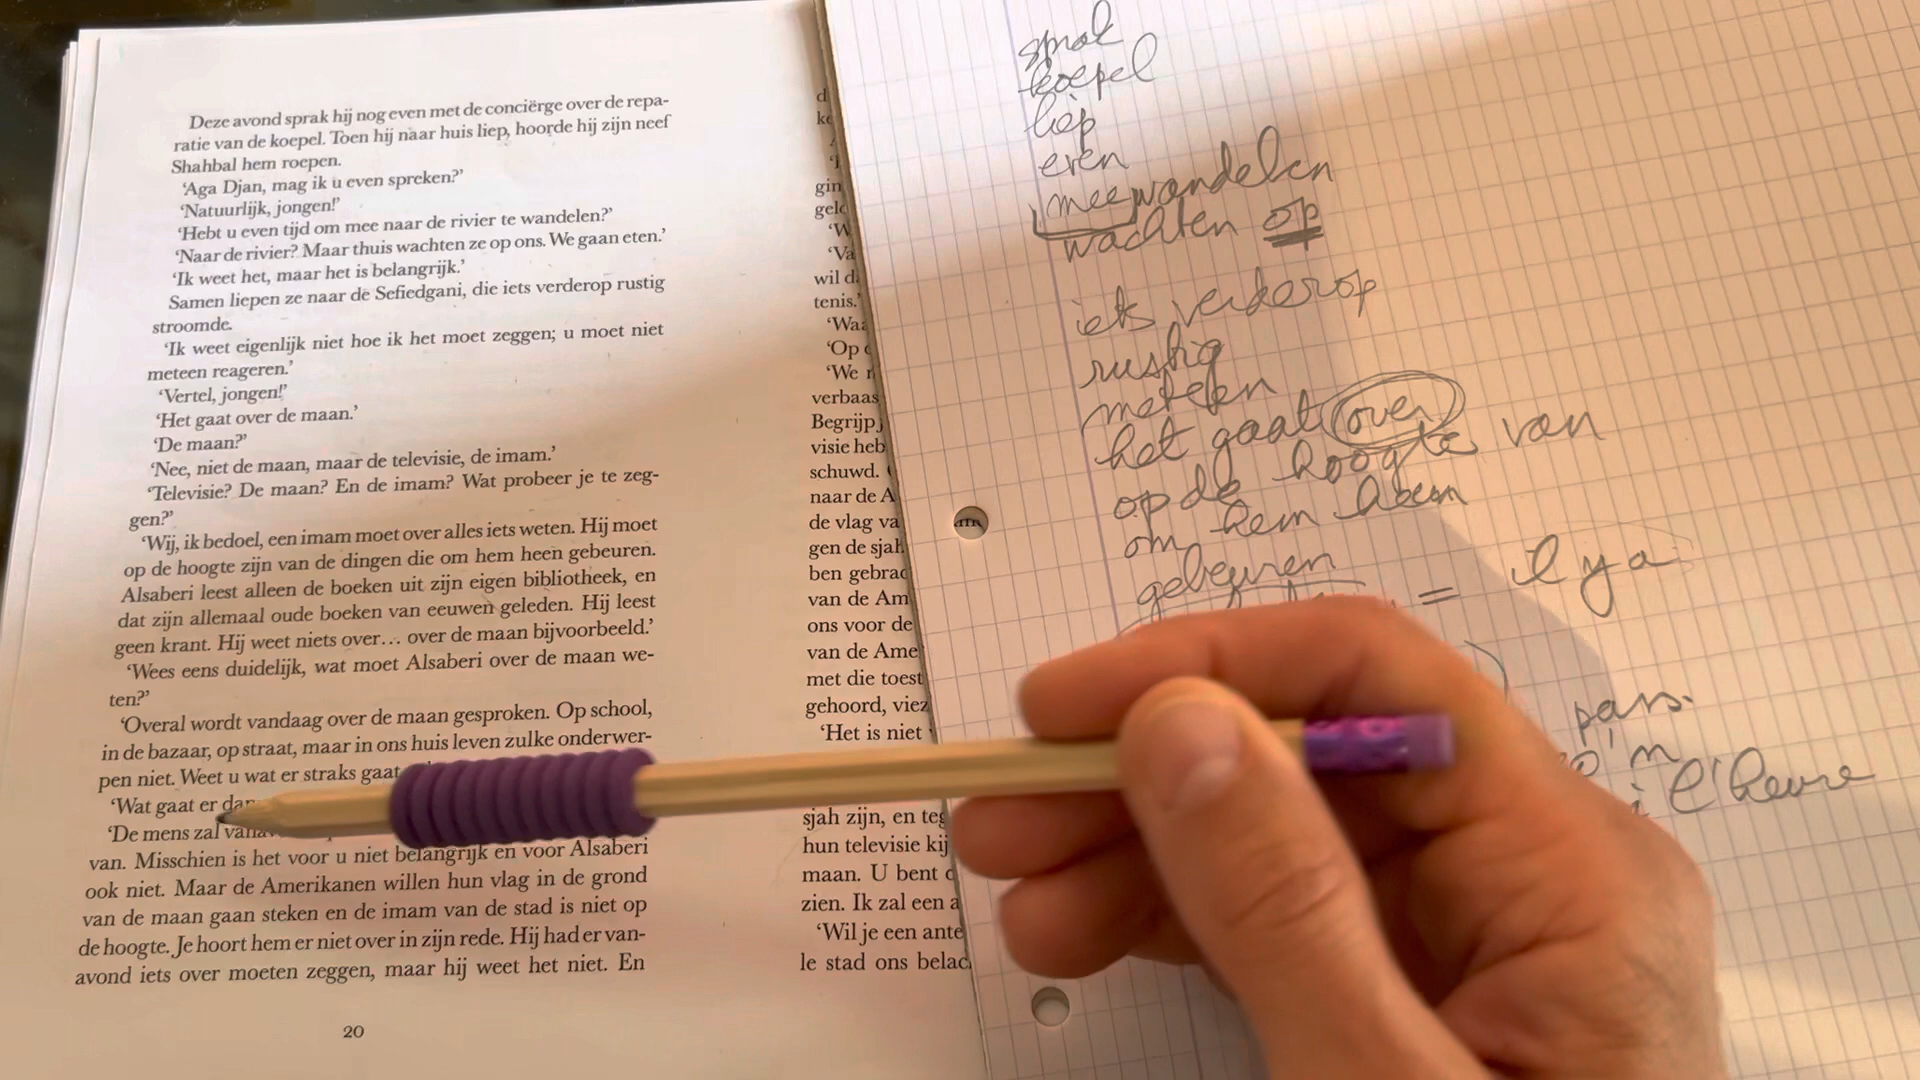 Deze avond sprak hij nog even met de conciërge over de repa-
ratie van de koepel. Toen hij naar huis liep, hoorde hij zijn neef
Shahbal hem roepen.
‘Aga Djan, mag ik u even spreken?’
‘Natuurlijk, jongen!’
‘Hebt u even tijd om mee naar de rivier te wandelen?’
‘Naar de rivier? Maar thuis wachten ze op ons. We gaan eten.’
‘Ik weet het, maar het is belangrijk.’
Samen liepen ze naar de Sefiedgani, die iets verderop rustig
stroomde.
‘Ik weet eigenlijk niet hoe ik het moet zeggen; u moet niet
meteen reageren.’
‘Vertel, jongen!’
‘Het gaat over de maan.’
‘De maan?’
‘Nee, niet de maan, maar de televisie, de imam.’
‘Televisie? De maan? En de imam? Wat probeer je te zeg-
gen?’
‘Wij, ik bedoel, een imam moet over alles iets weten. Hij moet
op de hoogte zijn van de dingen die om hem heen gebeuren.
Alsaberi leest alleen de boeken uit zijn eigen bibliotheek, en
dat zijn allemaal oude boeken van eeuwen geleden. Hij leest
geen krant. Hij weet niets over… over de maan bijvoorbeeld.’
‘Wees eens duidelijk, wat moet Alsaberi over de maan we-
ten?’
‘Overal wordt vandaag over de maan gesproken. Op school,
in de bazaar, op straat, maar in ons huis leven zulke onderwer-
pen niet. Weet u wat er straks gaat
‘Wat gaat er
‘De mens zal
van. Misschien is het voor u niet belangrijk en voor Alsaberi
ook niet. Maar de Amerikanen willen hun vlag in de grond
van de maan gaan steken en de imam van de stad is niet op
de hoogte. Je hoort hem er niet over in zijn rede. Hij had er van-
avond iets over moeten zeggen, maar hij weet het niet. En
20
d
gin
geld
‘W
‘Va
wil d
tenis.’
‘Waa
‘Op
‘We
verbaas
Begrijp
visie heb
schuwd.
naar de A
de vlag va
gen de sjah
ben gebrac
van de Am
ons voor de
van de Ame
met die toest
gehoord, viez
‘Het is niet
sjah zijn, en teg
hun televisie kij
maan. U bent
zien. Ik zal een a
‘Wil je een ante
le stad ons belac
sprak
koepel
liep
even
meewandelen
wachten op
iets verderop
rustig
meteen
het gaat over
op de hoogte van
om hem heen
gebeuren
= il y a
pars.
zo'n
l'heure